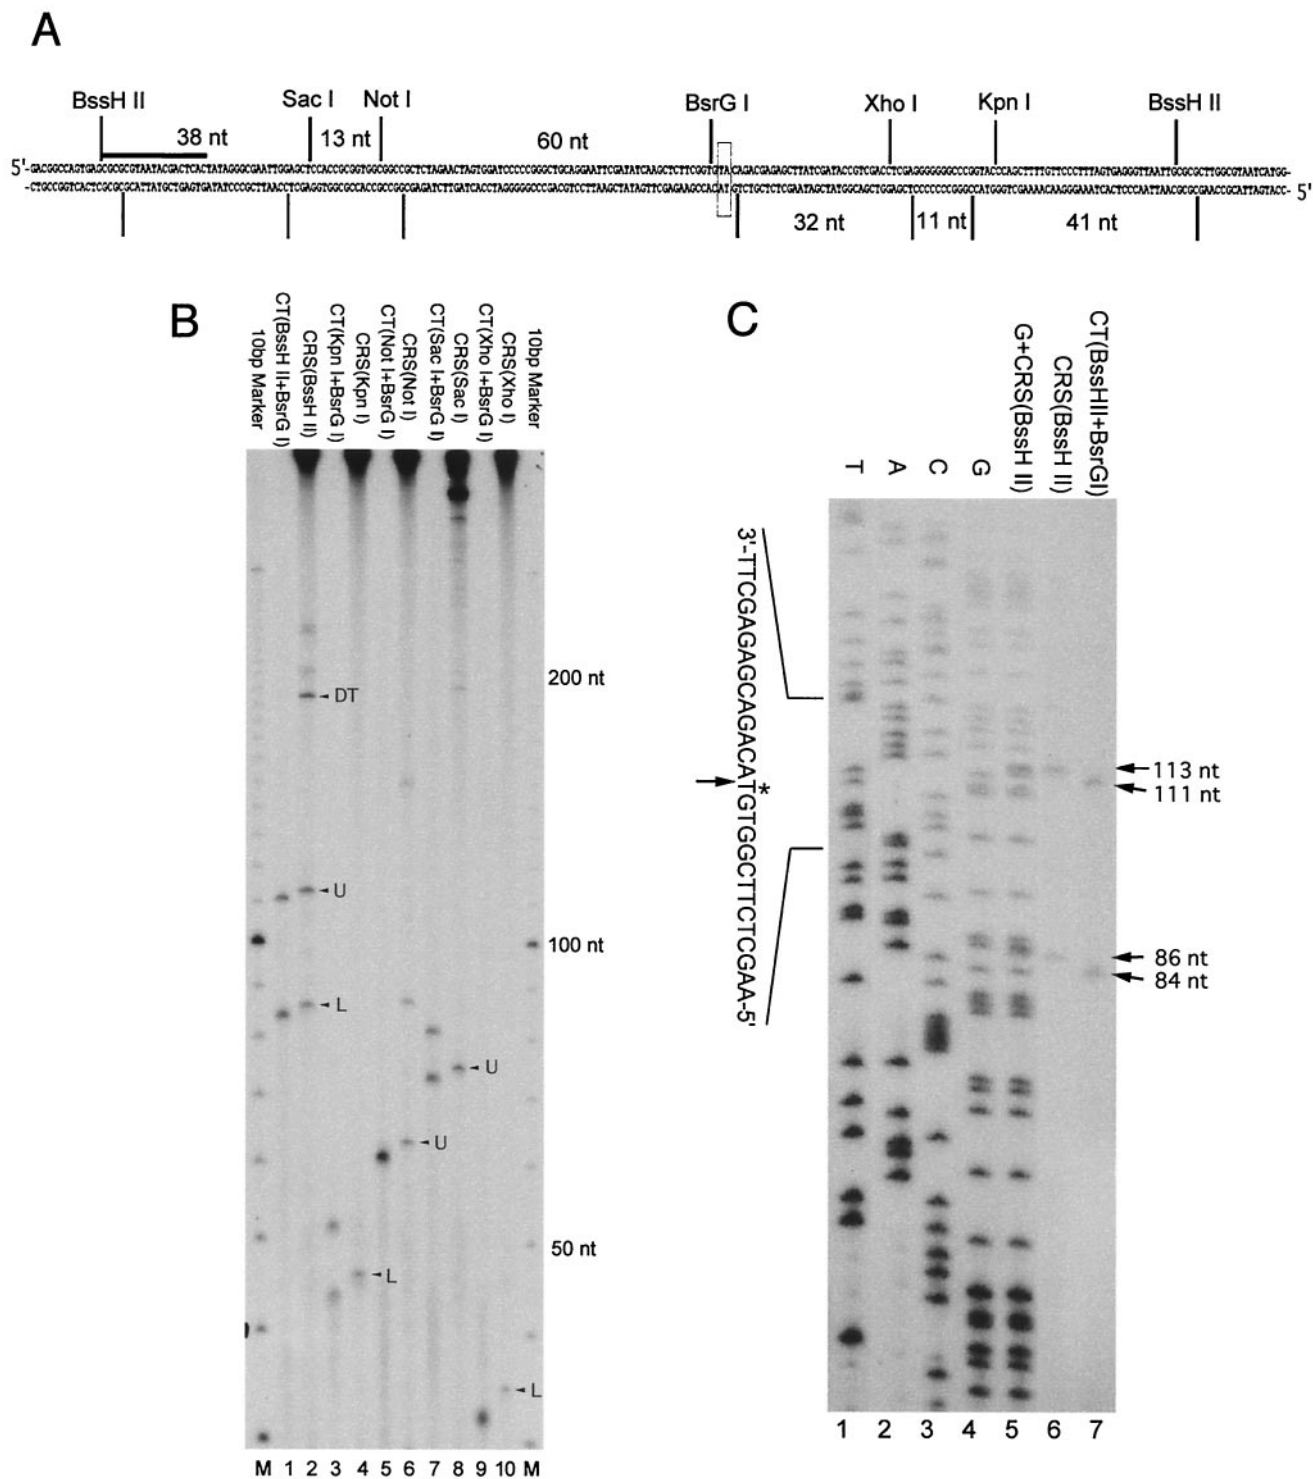 A
BssH II
Sac I
Not I
BsrG I
Xho I
Kpn I
BssH II
38 nt
13 nt
60 nt
5'-
5'
32 nt
11 nt
41 nt
B
10bp Marker
CT(BssH II+BsrG I)
CRS(BssH II)
CT(Kpn I+BsrG I)
CRS(Kpn I)
CT(Not I+BsrG I)
CRS(Not I)
CT(Sac I+BsrG I)
CRS(Sac I)
CT(Xho I+BsrG I)
CRS(Xho I)
10bp Marker
200 nt
DT
U
100 nt
L
U
U
50 nt
L
L
M 1 2 3 4 5 6 7 8 9 10 M
C
T
A
C
G
G+CRS(BssH II)
CRS(BssH II)
CT(BssHII+BsrGI)
3'-TTCGAGAGCAGACATGTGGCTTCTCGAA-5'
*
113 nt
111 nt
86 nt
84 nt
1 2 3 4 5 6 7